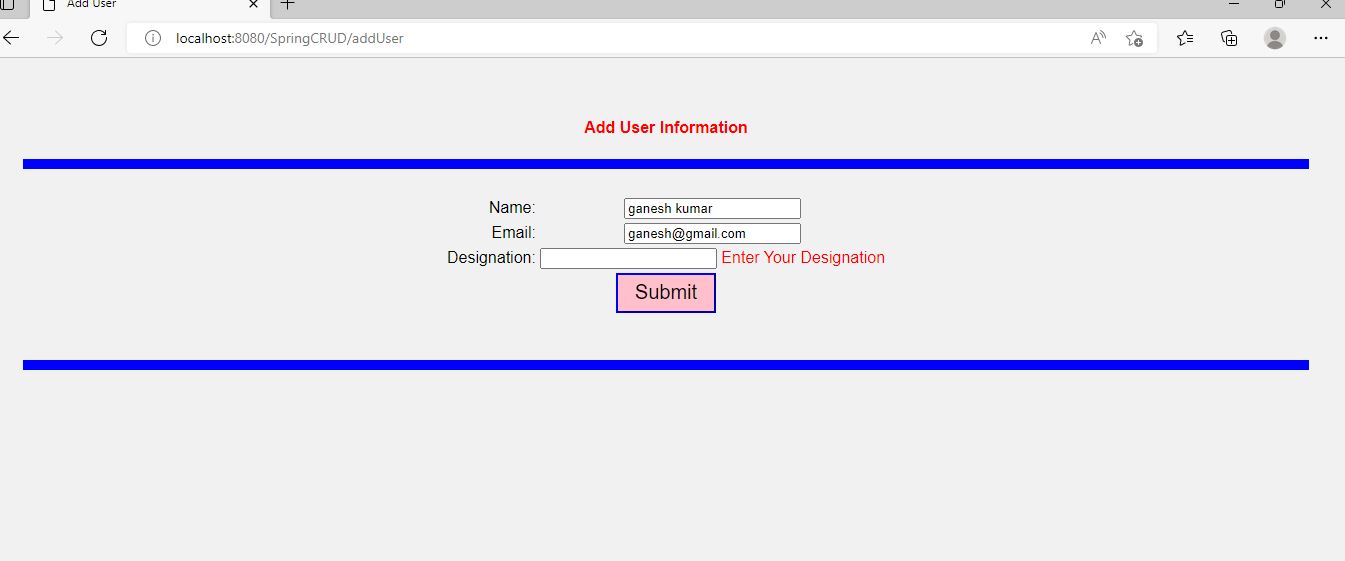 Add User
localhost:8080/SpringCRUD/addUser
Add User Information
Name: ganesh kumar
Email: ganesh@gmail.com
Designation: Enter Your Designation
Submit